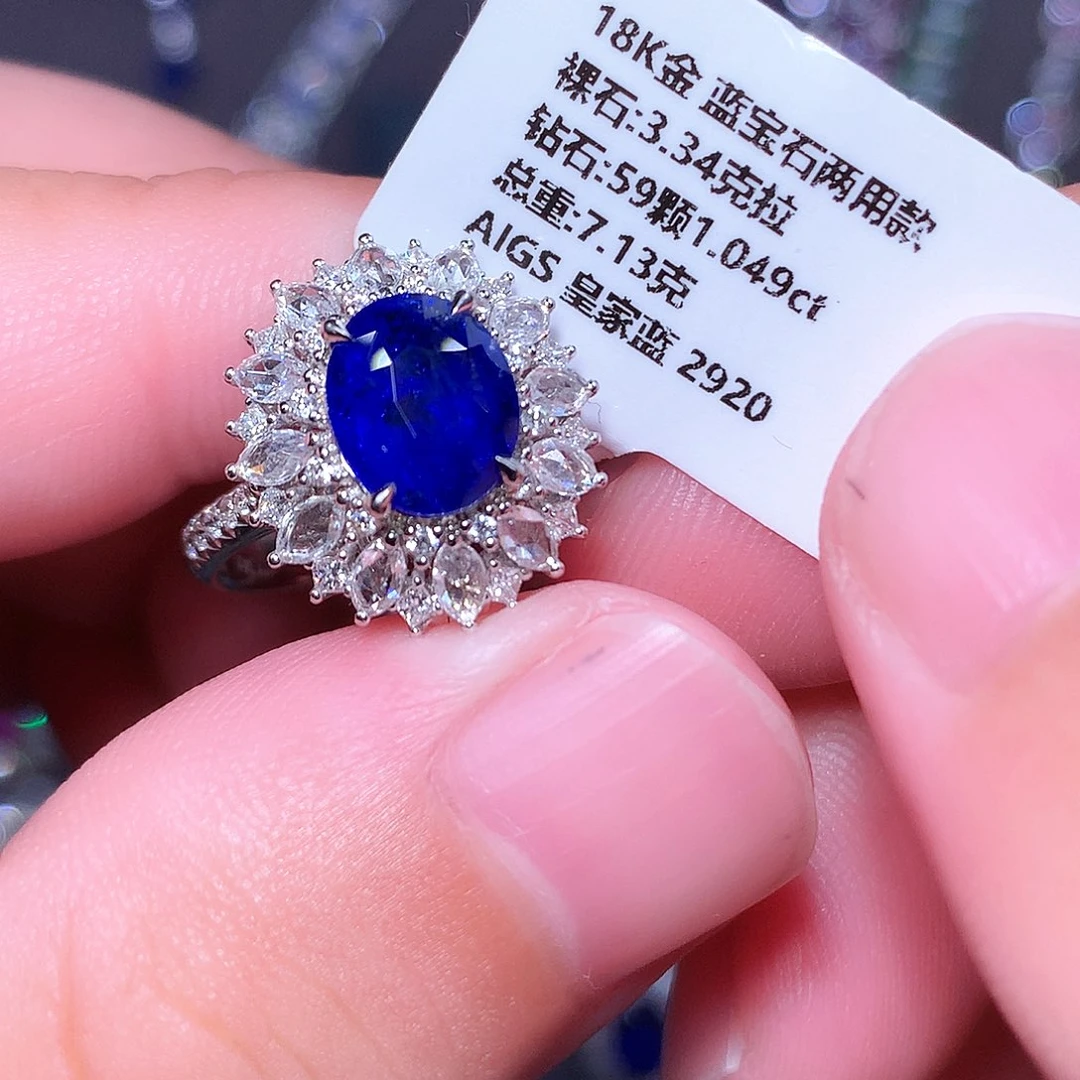 18K金 蓝宝石两用款
裸石:3.34克拉
钻石:59颗1.049ct
总重:7.13克
AIGS 皇家蓝 2920